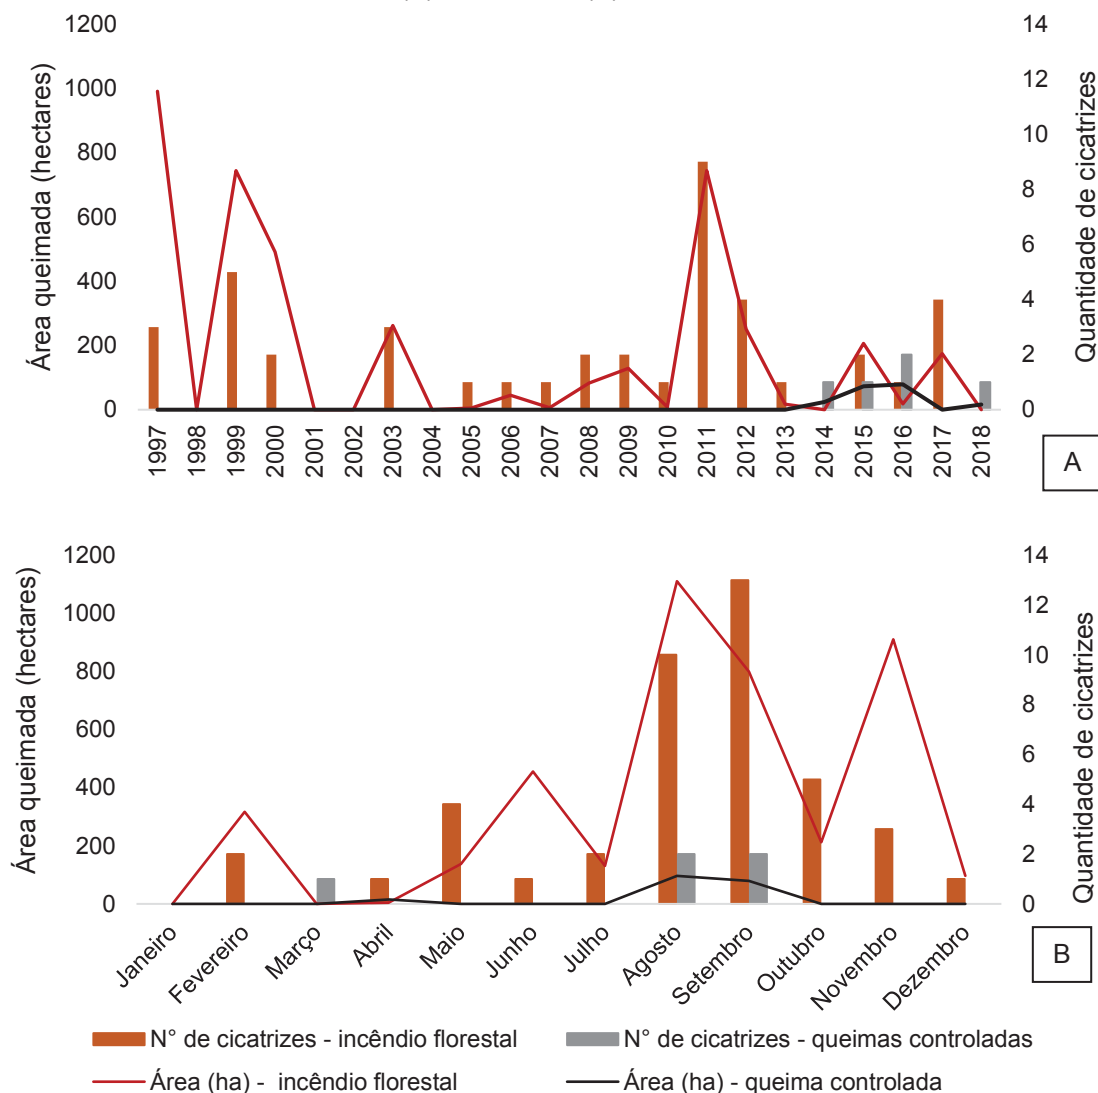 1200
1000
800
600
400
200
0
Área queimada (hectares)
14
12
10
8
6
4
2
0
Quantidade de cicatrizes
1997
1998
1999
2000
2001
2002
2003
2004
2005
2006
2007
2008
2009
2010
2011
2012
2013
2014
2015
2016
2017
2018
A
1200
1000
800
600
400
200
0
Área queimada (hectares)
14
12
10
8
6
4
2
0
Quantidade de cicatrizes
Janeiro
Fevereiro
Março
Abril
Maio
Junho
Julho
Agosto
Setembro
Outubro
Novembro
Dezembro
B
N° de cicatrizes - incêndio florestal
N° de cicatrizes - queimas controladas
Área (ha) - incêndio florestal
Área (ha) - queima controlada